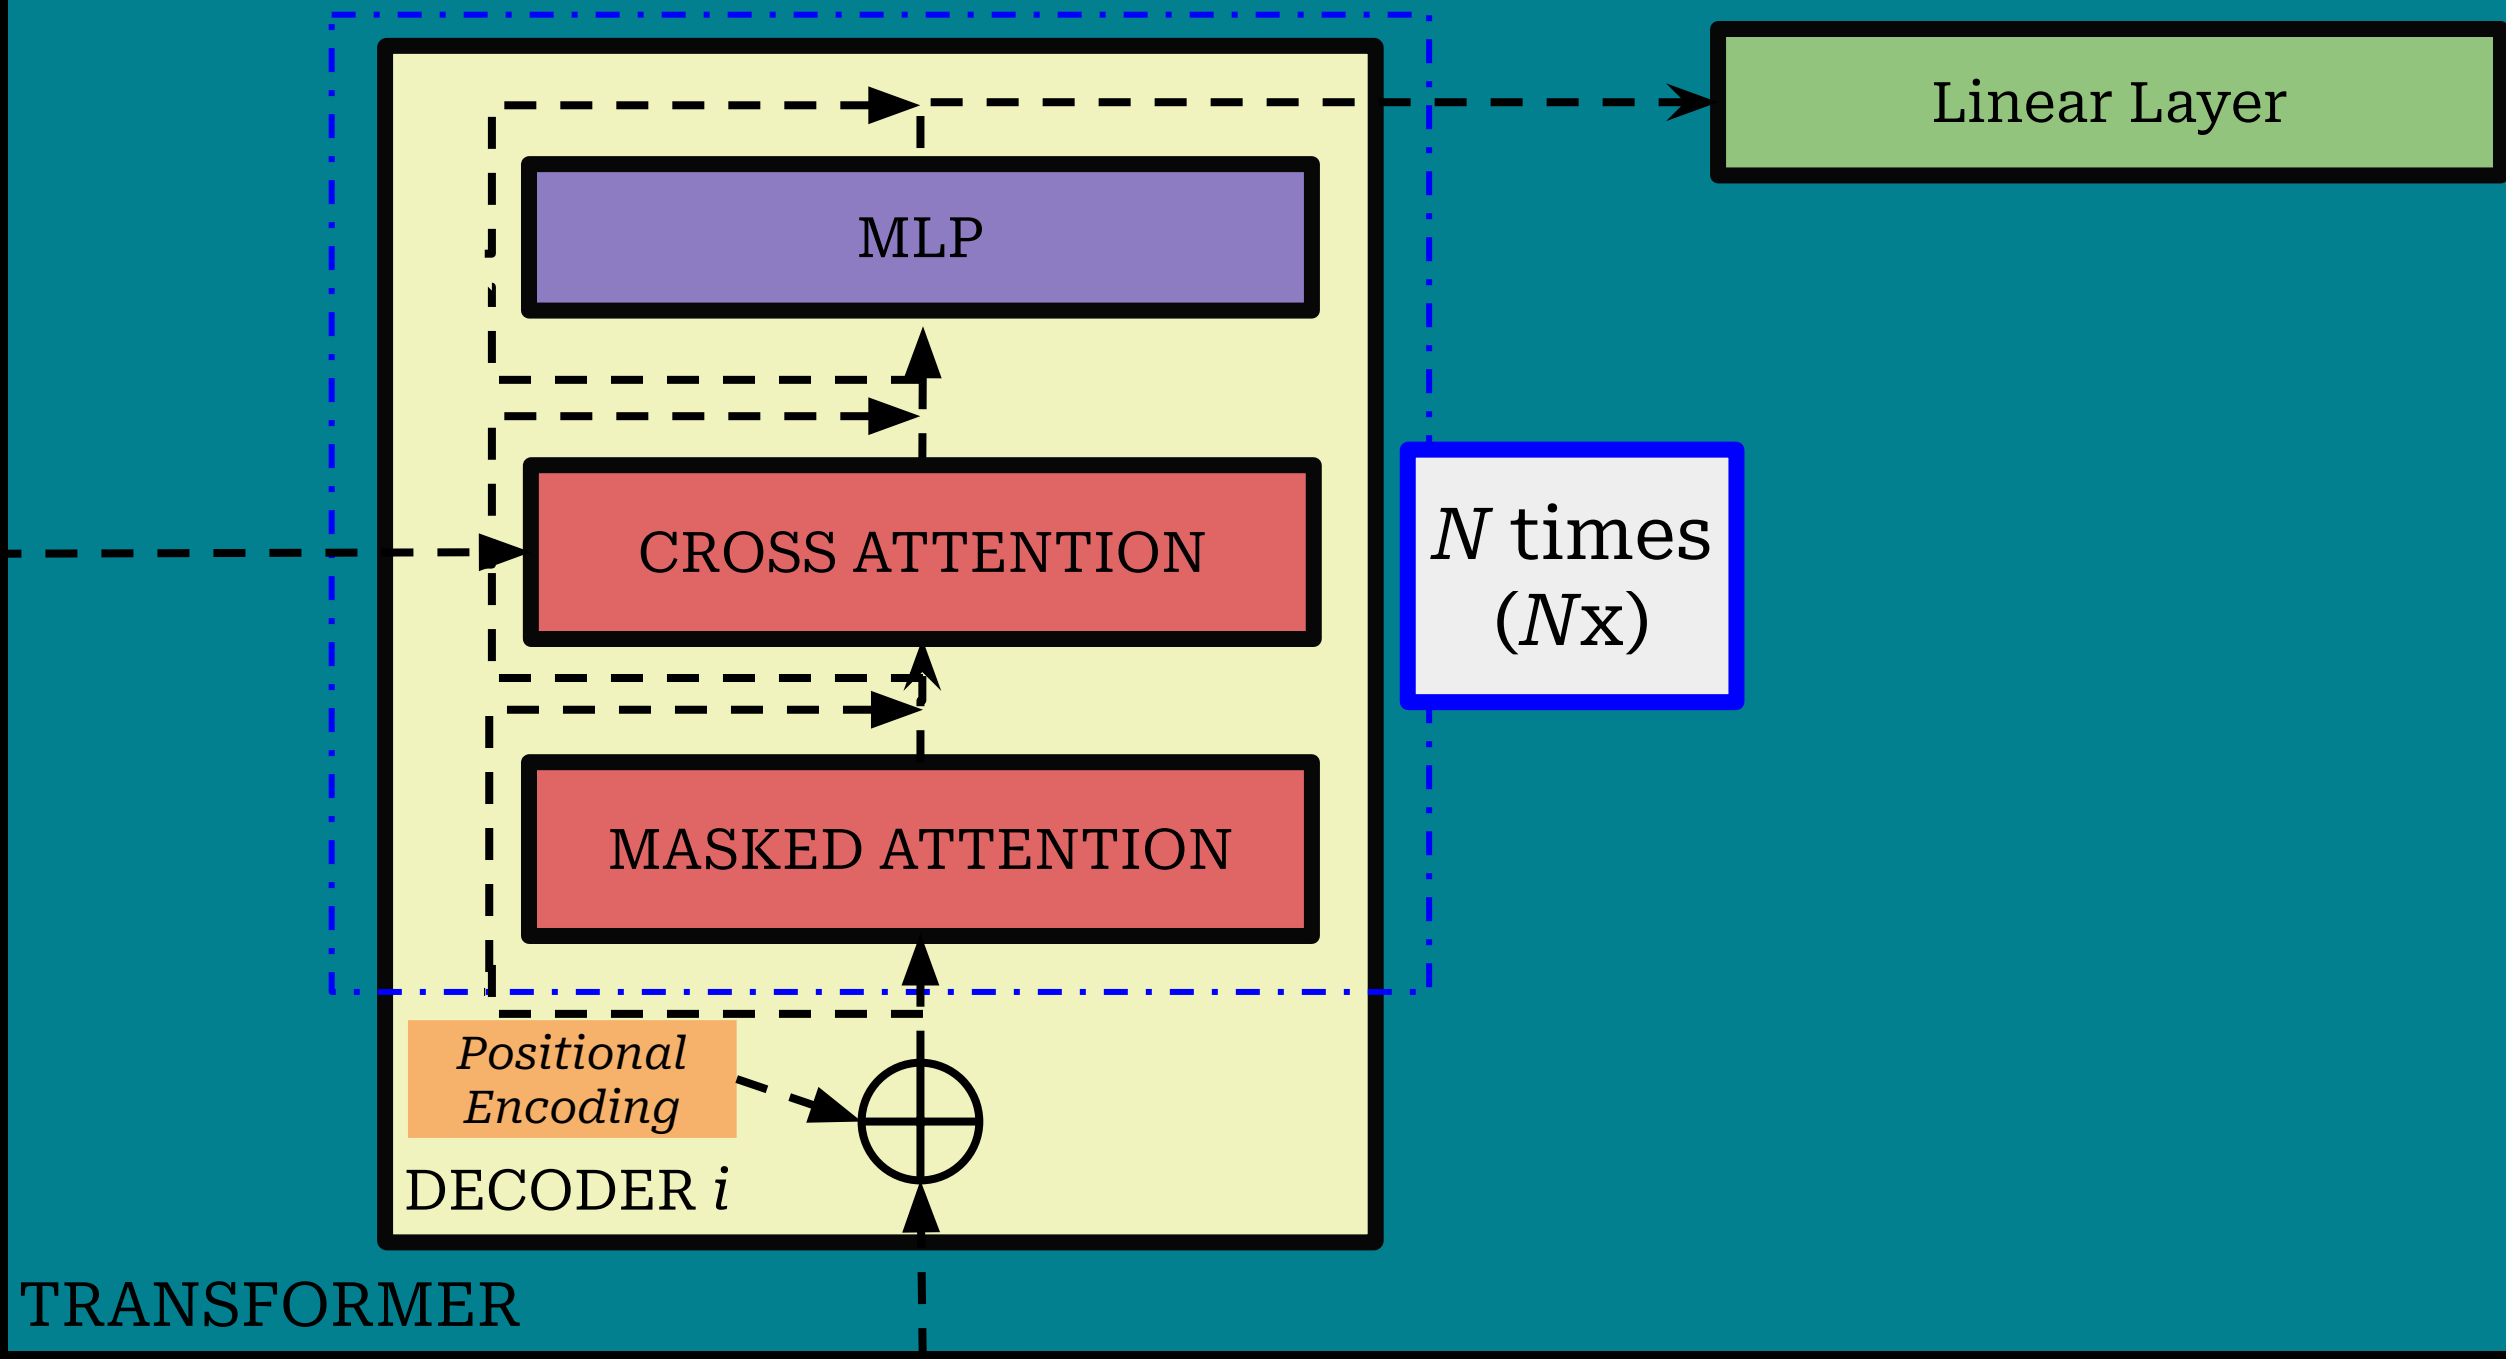 Linear Layer
MLP
CROSS ATTENTION
N times
(Nx)
MASKED ATTENTION
Positional
Encoding
DECODER i
TRANSFORMER